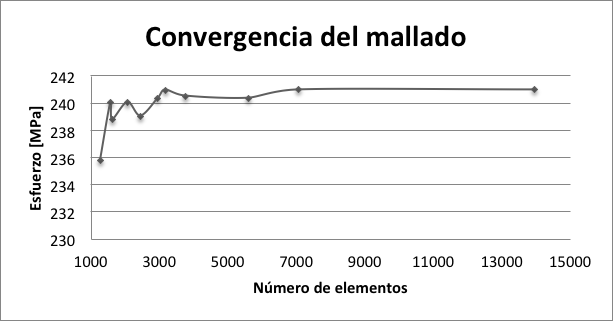 Convergencia del mallado
Esfuerzo [MPa]
242
240
238
236
234
232
230
1000 3000 5000 7000 9000 11000 13000 15000
Número de elementos